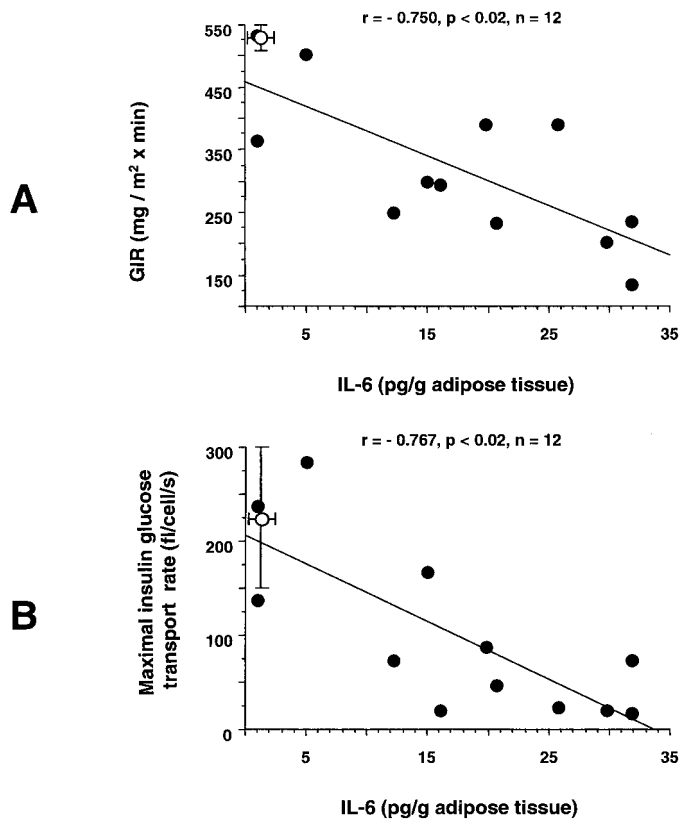 r = - 0.750, p < 0.02, n = 12
A
GIR (mg / m² x min)
550
450
350
250
150
5 15 25 35
IL-6 (pg/g adipose tissue)
r = - 0.767, p < 0.02, n = 12
B
Maximal insulin glucose
transport rate (fl/cell/s)
300
200
100
0
5 15 25 35
IL-6 (pg/g adipose tissue)